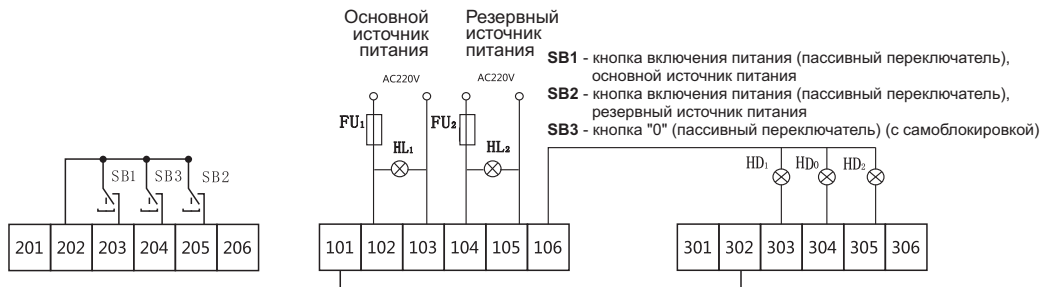 Основной
источник
питания
Резервный
источник
питания
AC220V
AC220V
SB1 - кнопка включения питания (пассивный переключатель),
основной источник питания
SB2 - кнопка включения питания (пассивный переключатель),
резервный источник питания
SB3 - кнопка "0" (пассивный переключатель) (с самоблокировкой)
FU₁
HL₁
FU₂
HL₂
HD₁
HD₀
HD₂
SB1
SB3
SB2
201 202 203 204 205 206
101 102 103 104 105 106
301 302 303 304 305 306